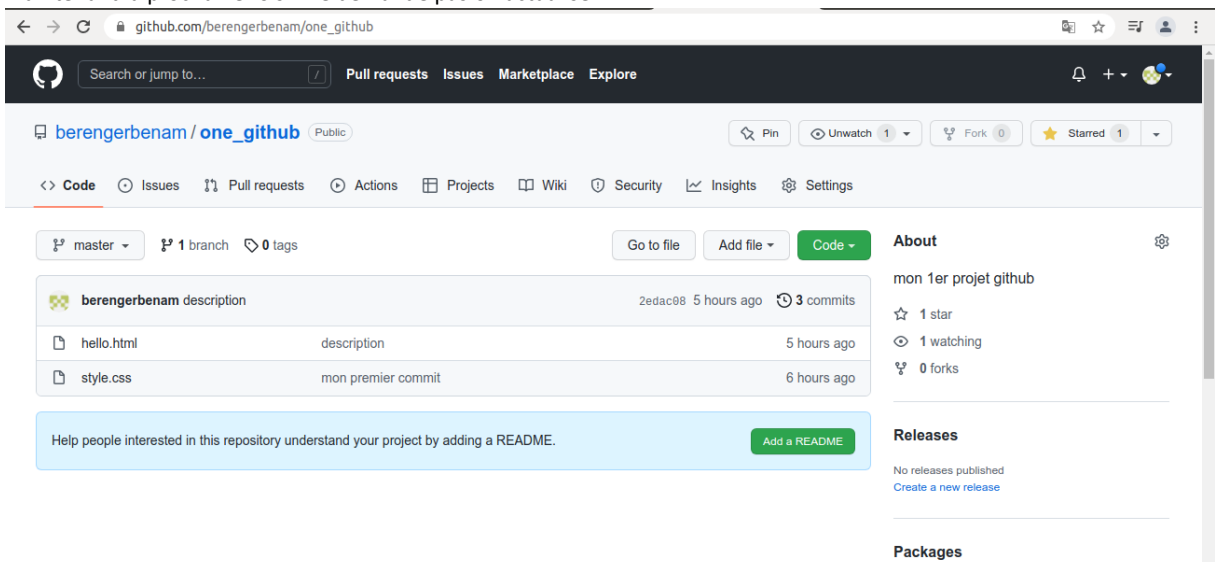 github.com/berengerbenam/one_github
Search or jump to... / Pull requests Issues Marketplace Explore
berengerbenam / one_github Public Pin Unwatch 1 Fork 0 Starred 1
<> Code Issues Pull requests Actions Projects Wiki Security Insights Settings
master 1 branch 0 tags Go to file Add file Code
berengerbenam description 2edac08 5 hours ago 3 commits
hello.html description 5 hours ago
style.css mon premier commit 6 hours ago
Help people interested in this repository understand your project by adding a README. Add a README
About
mon 1er projet github
1 star
1 watching
0 forks
Releases
No releases published
Create a new release
Packages